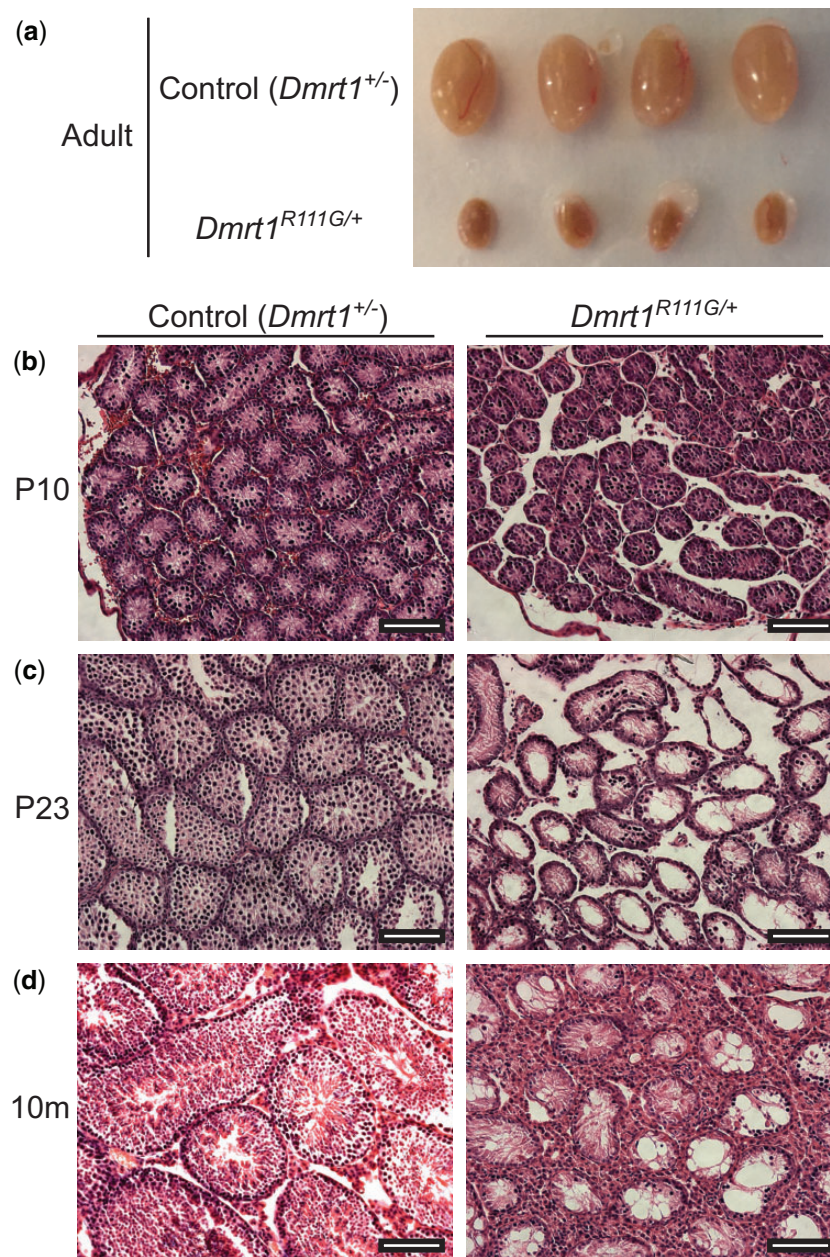 (a)
Control (Dmrt1+/-)
Adult
Dmrt1R111G/+
Control (Dmrt1+/-) Dmrt1R111G/+
(b)
P10
(c)
P23
(d)
10m